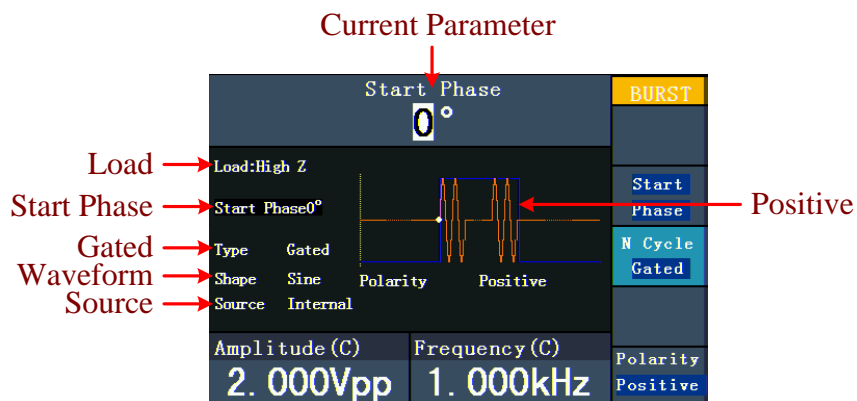 Current Parameter
Start Phase
0°
BURST
Load
Load:High Z
Start Phase
Start Phase0°
Start
Phase
Positive
Gated
Type Gated
N Cycle
Gated
Waveform
Shape Sine
Polarity Positive
Source
Source Internal
Amplitude(C)
Frequency(C)
2.000Vpp
1.000kHz
Polarity
Positive